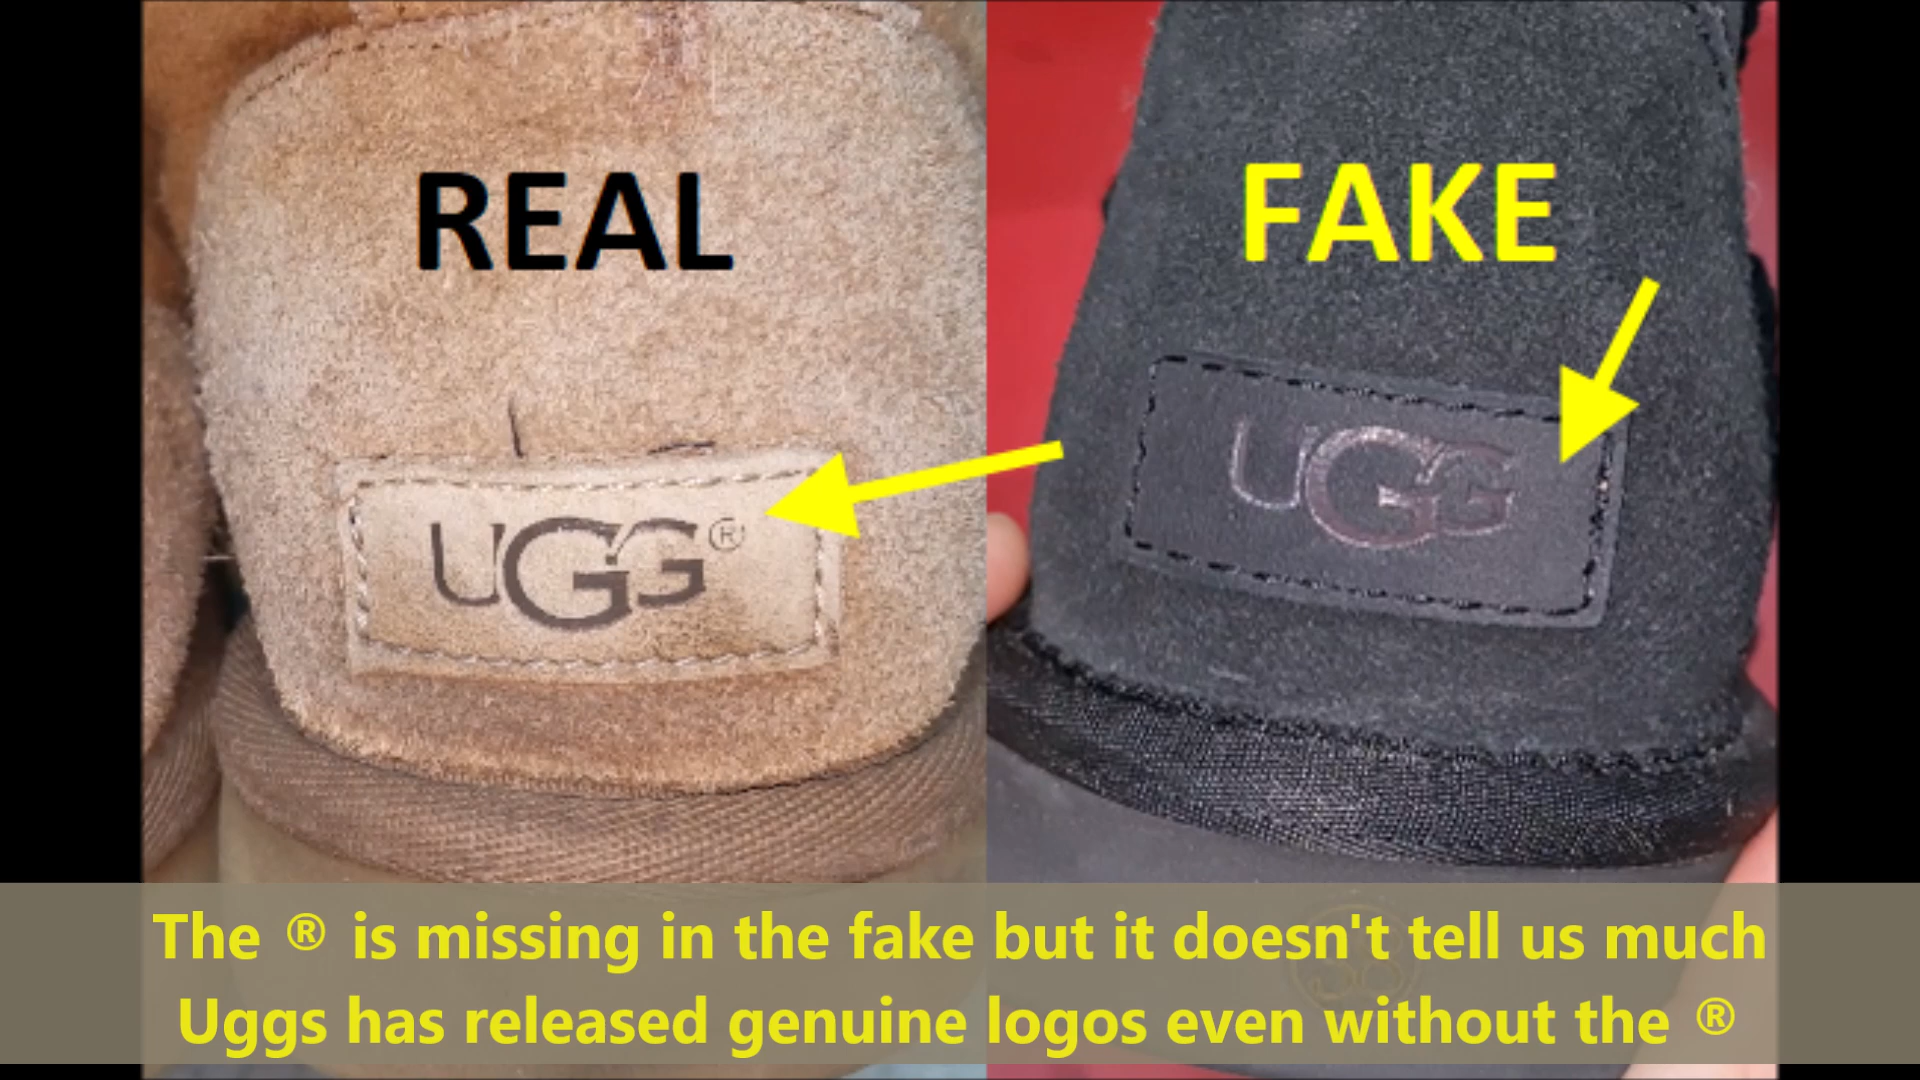 REAL
FAKE
UGG®
UGG
38
The ® is missing in the fake but it doesn't tell us much
Uggs has released genuine logos even without the ®